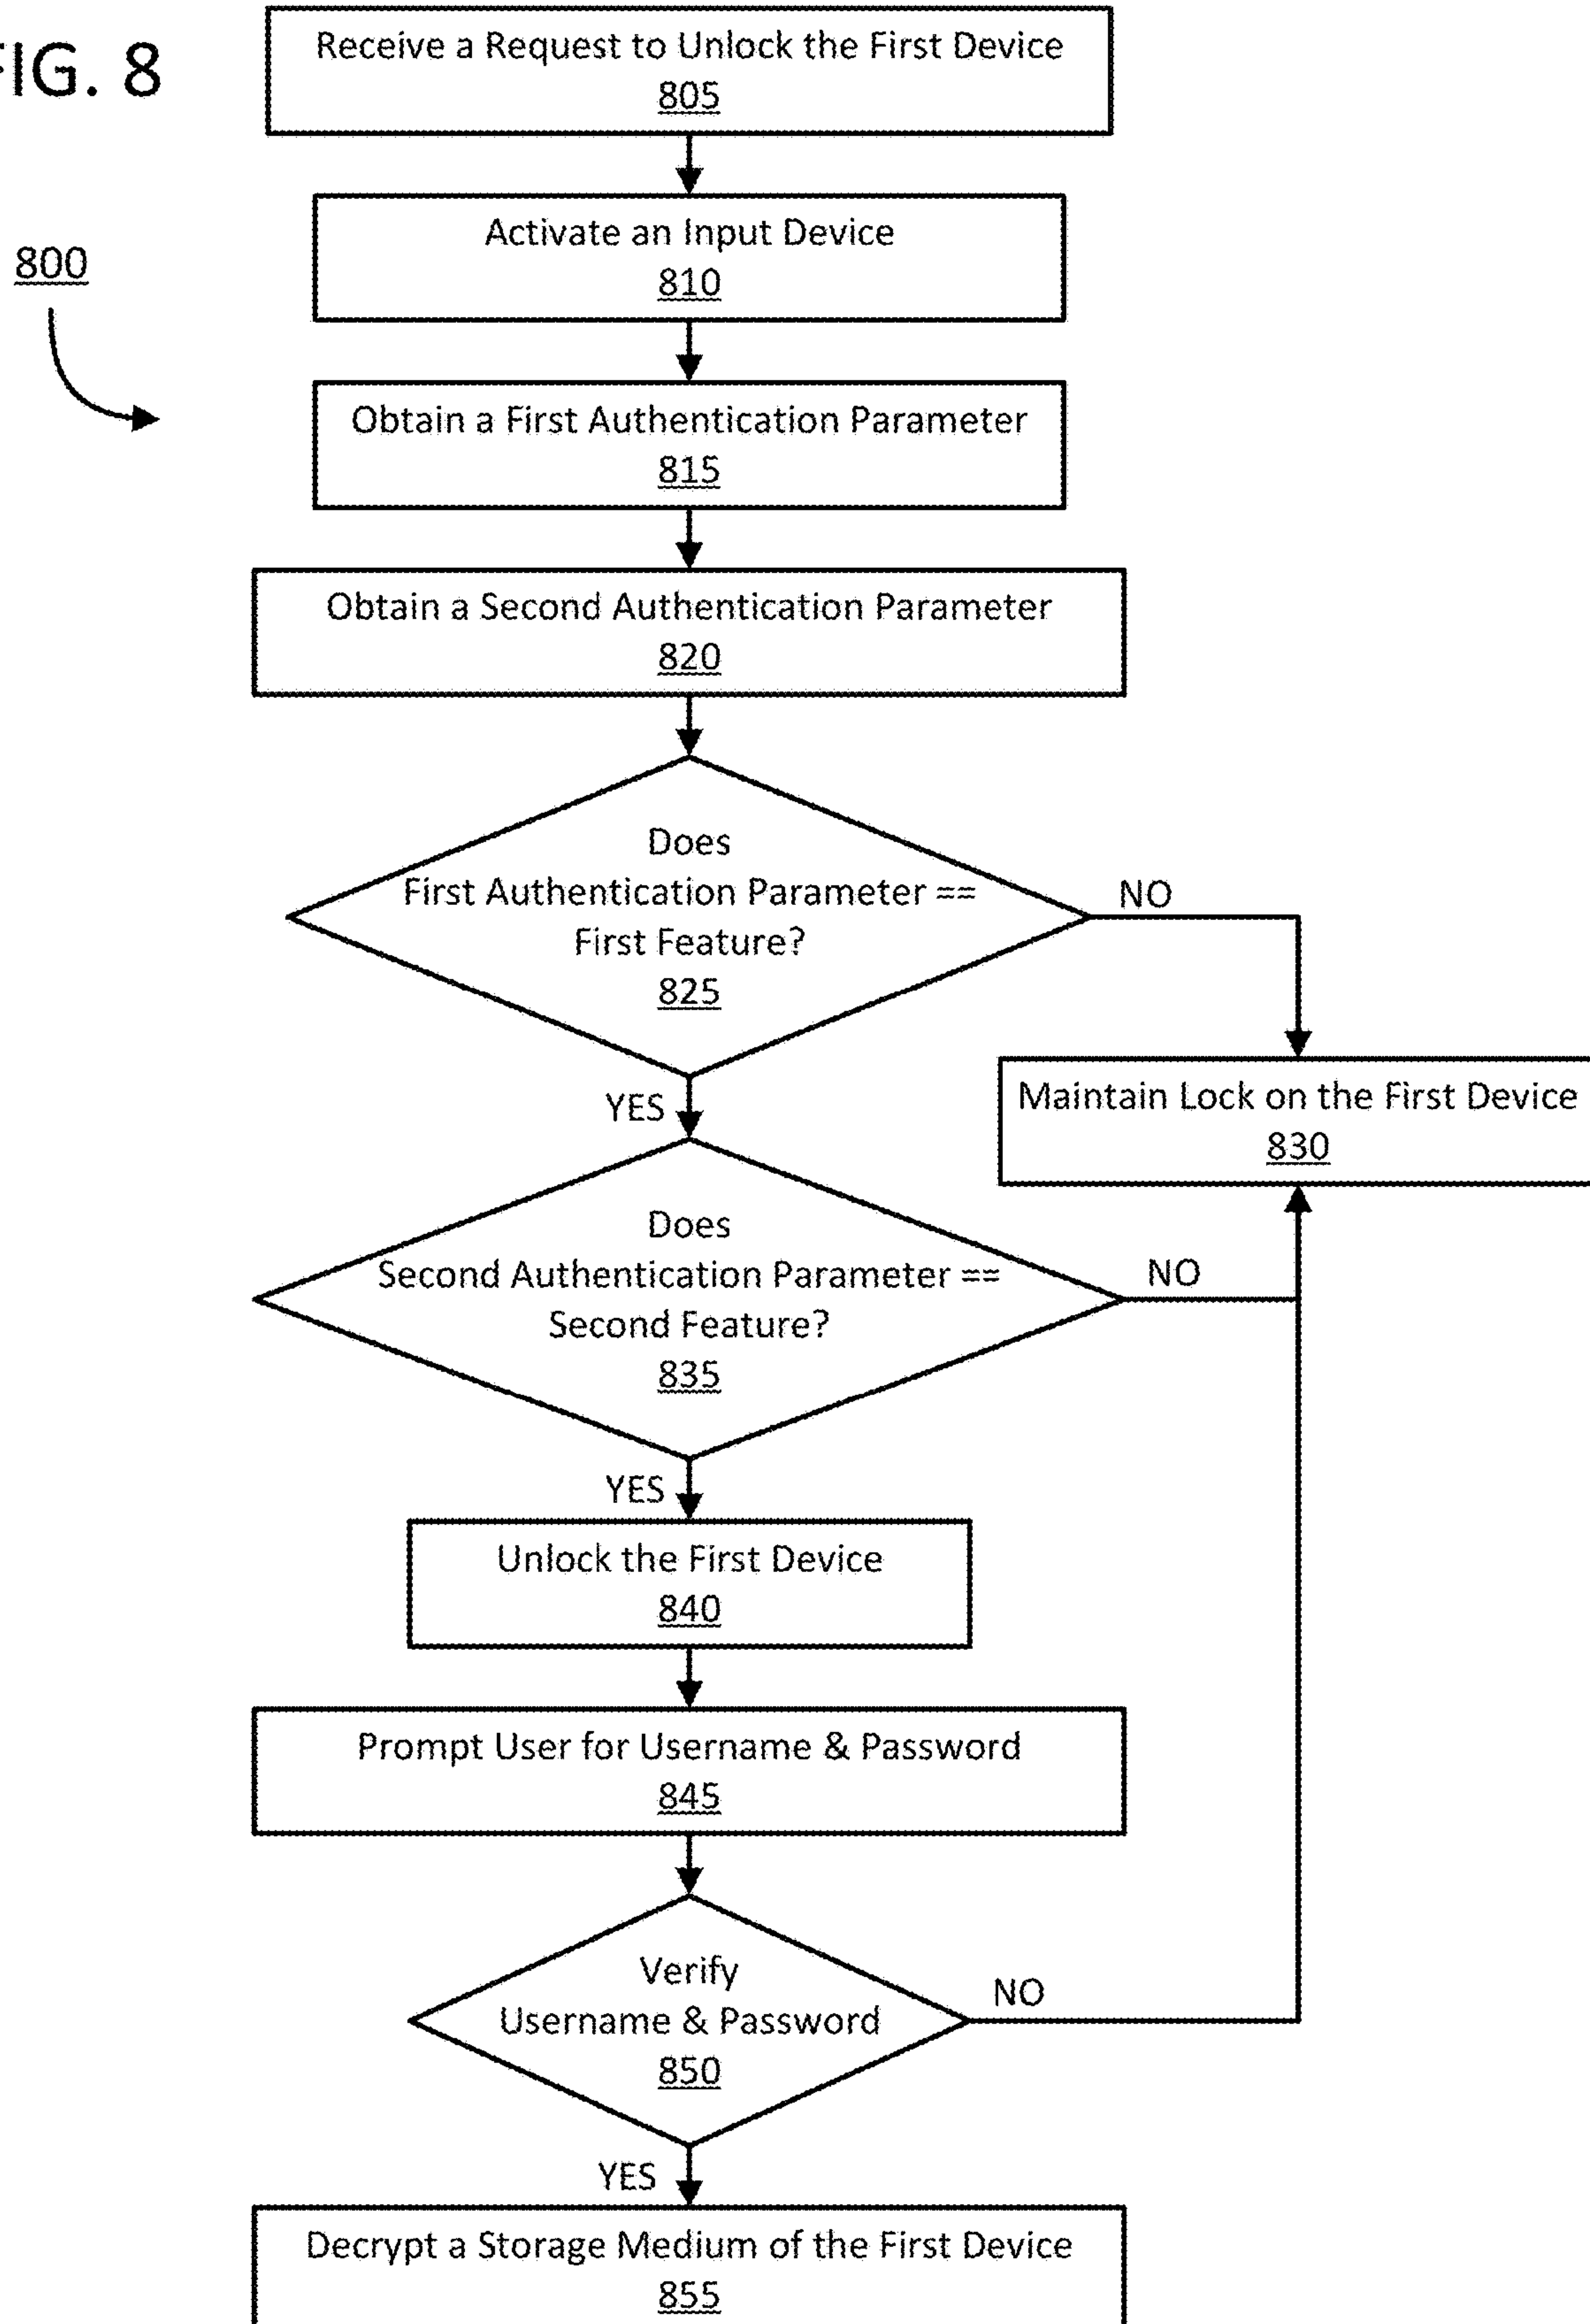 FIG. 8
Receive a Request to Unlock the First Device
805
Activate an Input Device
810
800
Obtain a First Authentication Parameter
815
Obtain a Second Authentication Parameter
820
Does
First Authentication Parameter ==
First Feature?
825
NO
YES
Maintain Lock on the First Device
830
Does
Second Authentication Parameter ==
Second Feature?
835
NO
YES
Unlock the First Device
840
Prompt User for Username & Password
845
Verify
Username & Password
850
NO
YES
Decrypt a Storage Medium of the First Device
855